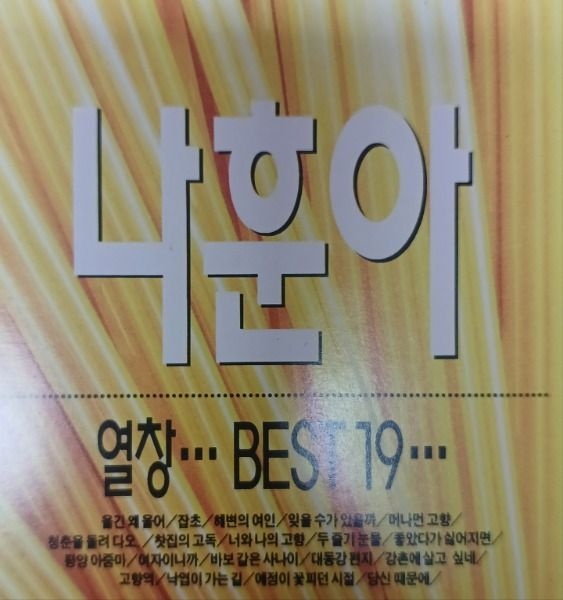 나훈아
열창… BEST 19…
울긴 왜 울어/잡초/해변의 여인/잊을 수가 있을까/머나먼 고향/
청춘을 돌려 다오./찻집의 고독/너와 나의 고향/두 줄기 눈물/좋았다가 싫어지면/
평양 아줌마/여자이니까/바보 같은 사나이/대동강 편지/강촌에 살고 싶네/
고향역/낙엽이 가는 길/애정이 꽃피던 시절/당신 때문에/